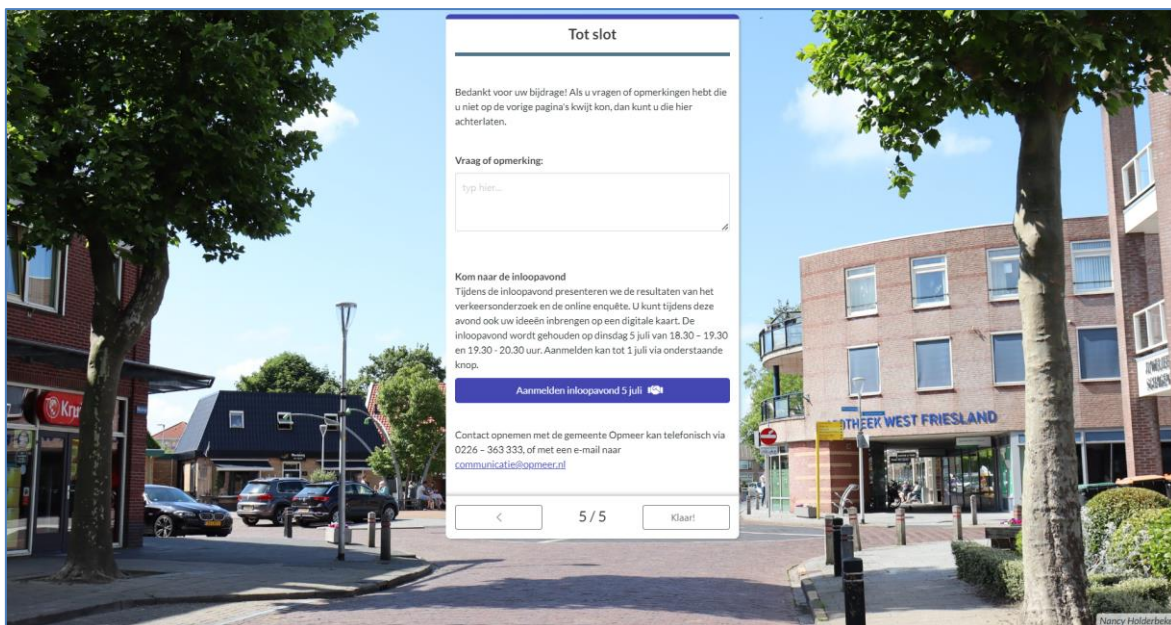 Tot slot
Bedankt voor uw bijdrage! Als u vragen of opmerkingen hebt die
u niet op de vorige pagina's kwijt kon, dan kunt u die hier
achterlaten.
Vraag of opmerking:
typ hier...
Kom naar de inloopavond
Tijdens de inloopavond presenteren we de resultaten van het
verkeersonderzoek en de online enquête. U kunt tijdens deze
avond ook uw ideeën inbrengen op een digitale kaart. De
inloopavond wordt gehouden op dinsdag 5 juli van 18.30 – 19.30
en 19.30 - 20.30 uur. Aanmelden kan tot 1 juli via onderstaande
knop.
Aanmelden inloopavond 5 juli
Contact opnemen met de gemeente Opmeer kan telefonisch via
0226 – 363 333, of met een e-mail naar
communicatie@opmeer.nl
<
5 / 5
Klaar!
Kru
OTHEEK WEST FRIESLAND
Nancy Holderbeke